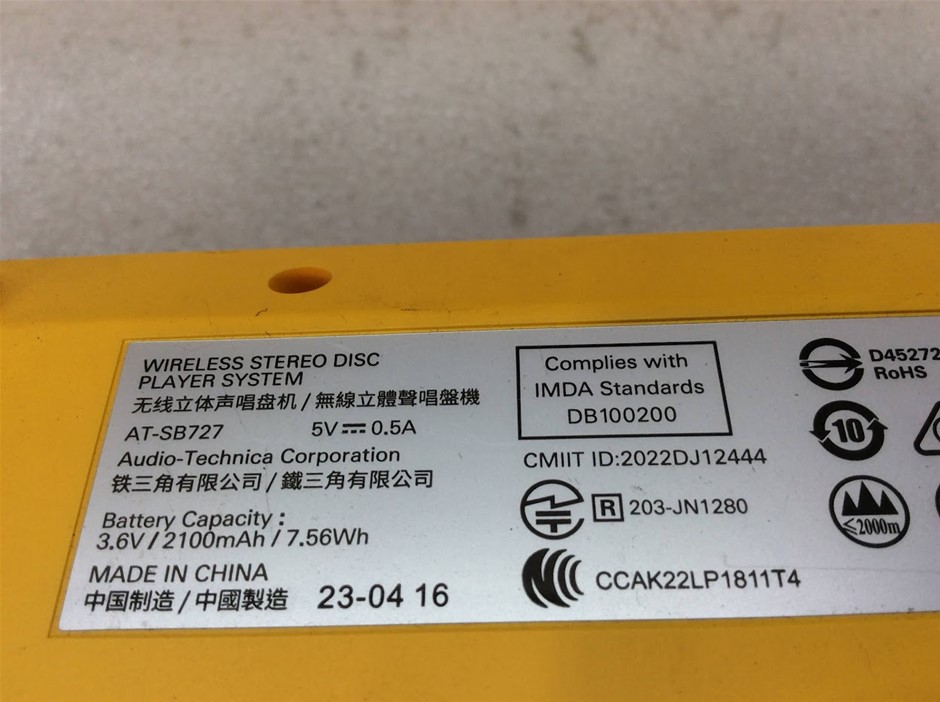 WIRELESS STEREO DISC
PLAYER SYSTEM
无线立体声唱盘机 / 無線立體聲唱盤機
AT-SB727 5V⎓0.5A
Audio-Technica Corporation
铁三角有限公司 / 鐵三角有限公司
Battery Capacity :
3.6V / 2100mAh / 7.56Wh
MADE IN CHINA
中国制造 / 中國製造 23-04 16
Complies with
IMDA Standards
DB100200
CMIIT ID:2022DJ12444
R 203-JN1280
CCAK22LP1811T4
D45272
RoHS
10
≤2000m